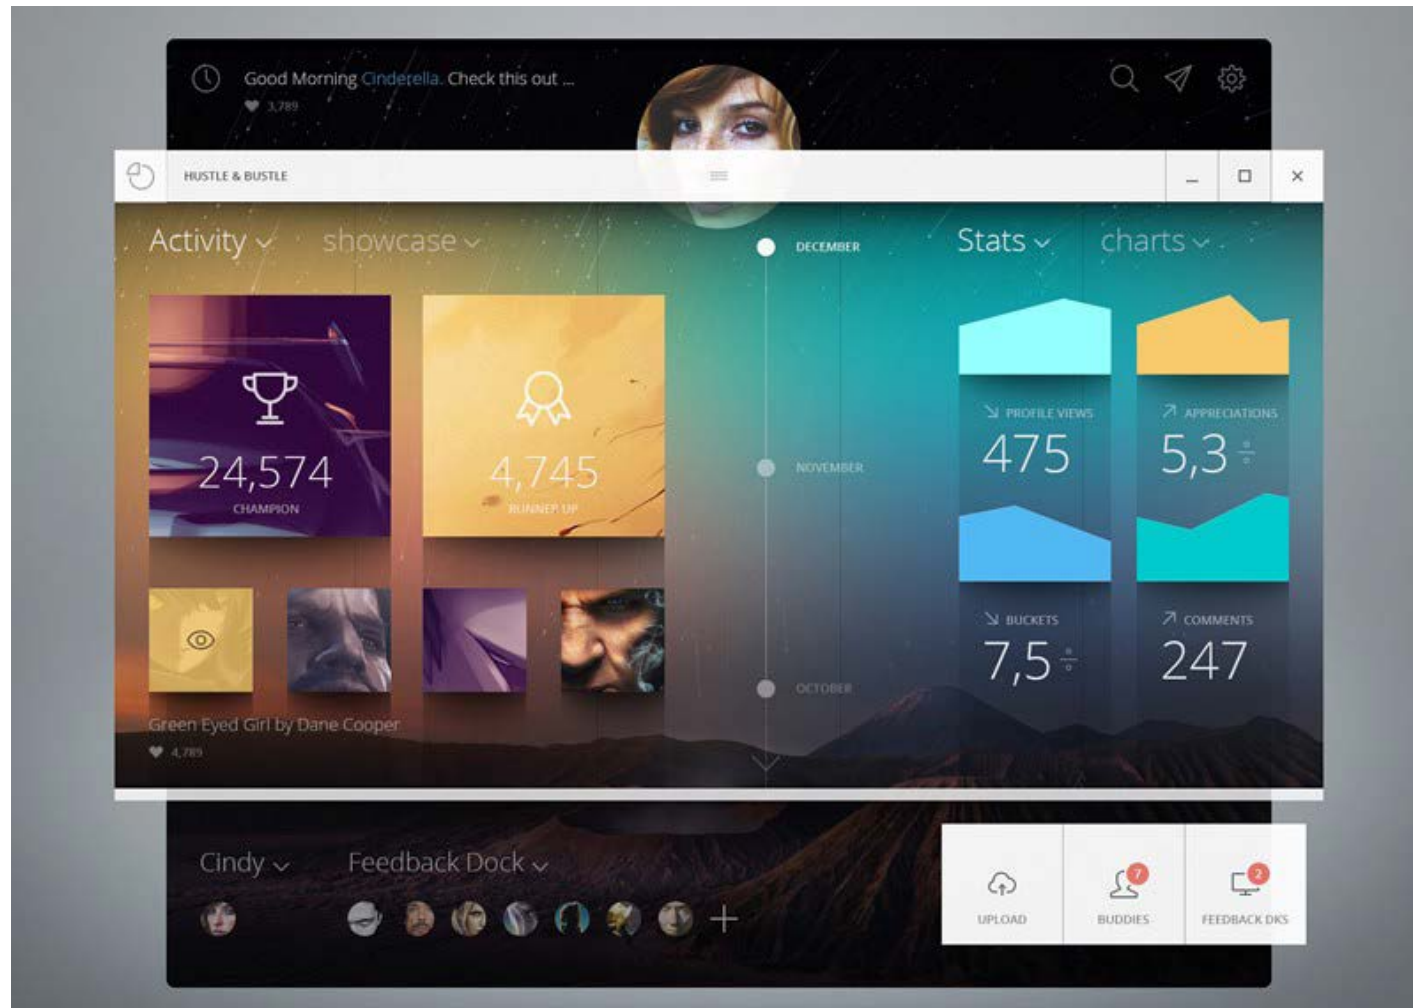 Good Morning Cinderella. Check this out ...
3,789
HUSTLE & BUSTLE
Activity
showcase
24,574
CHAMPION
4,745
RUNNER UP
Green Eyed Girl by Dane Cooper
4,789
DECEMBER
NOVEMBER
OCTOBER
Stats
charts
PROFILE VIEWS
475
APPRECIATIONS
5,3
BUCKETS
7,5
COMMENTS
247
Cindy
Feedback Dock
UPLOAD
7
BUDDIES
2
FEEDBACK DKS